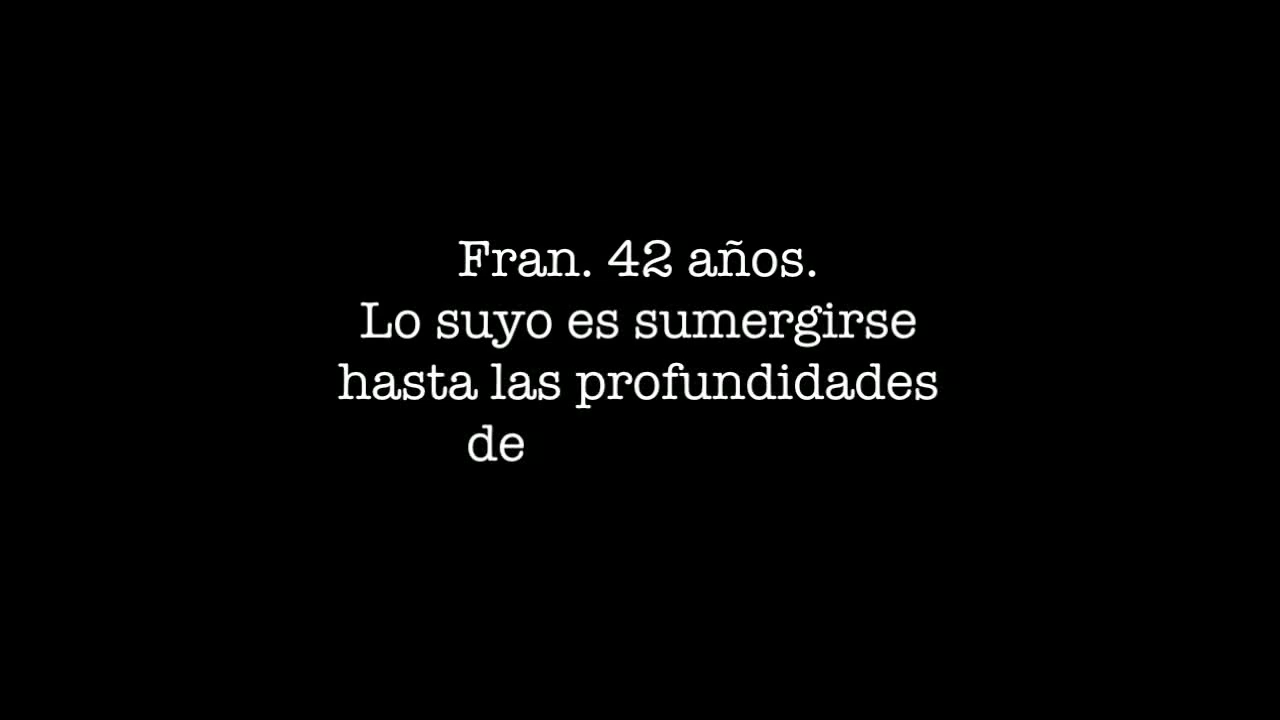 Fran. 42 años.
Lo suyo es sumergirse
hasta las profundidades
de